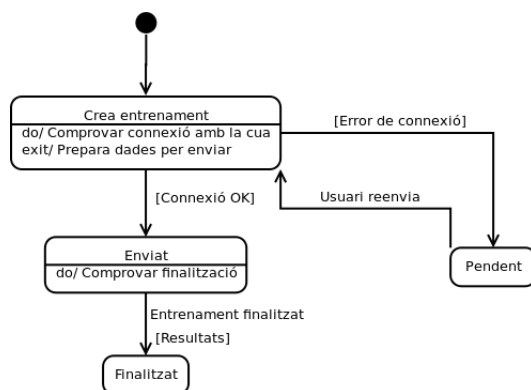 Crea entrenament
do/ Comprovar connexió amb la cua
exit/ Prepara dades per enviar
[Error de connexió]
[Connexió OK]
Usuari reenvia
Enviat
do/ Comprovar finalització
Pendent
Entrenament finalitzat
[Resultats]
Finalitzat